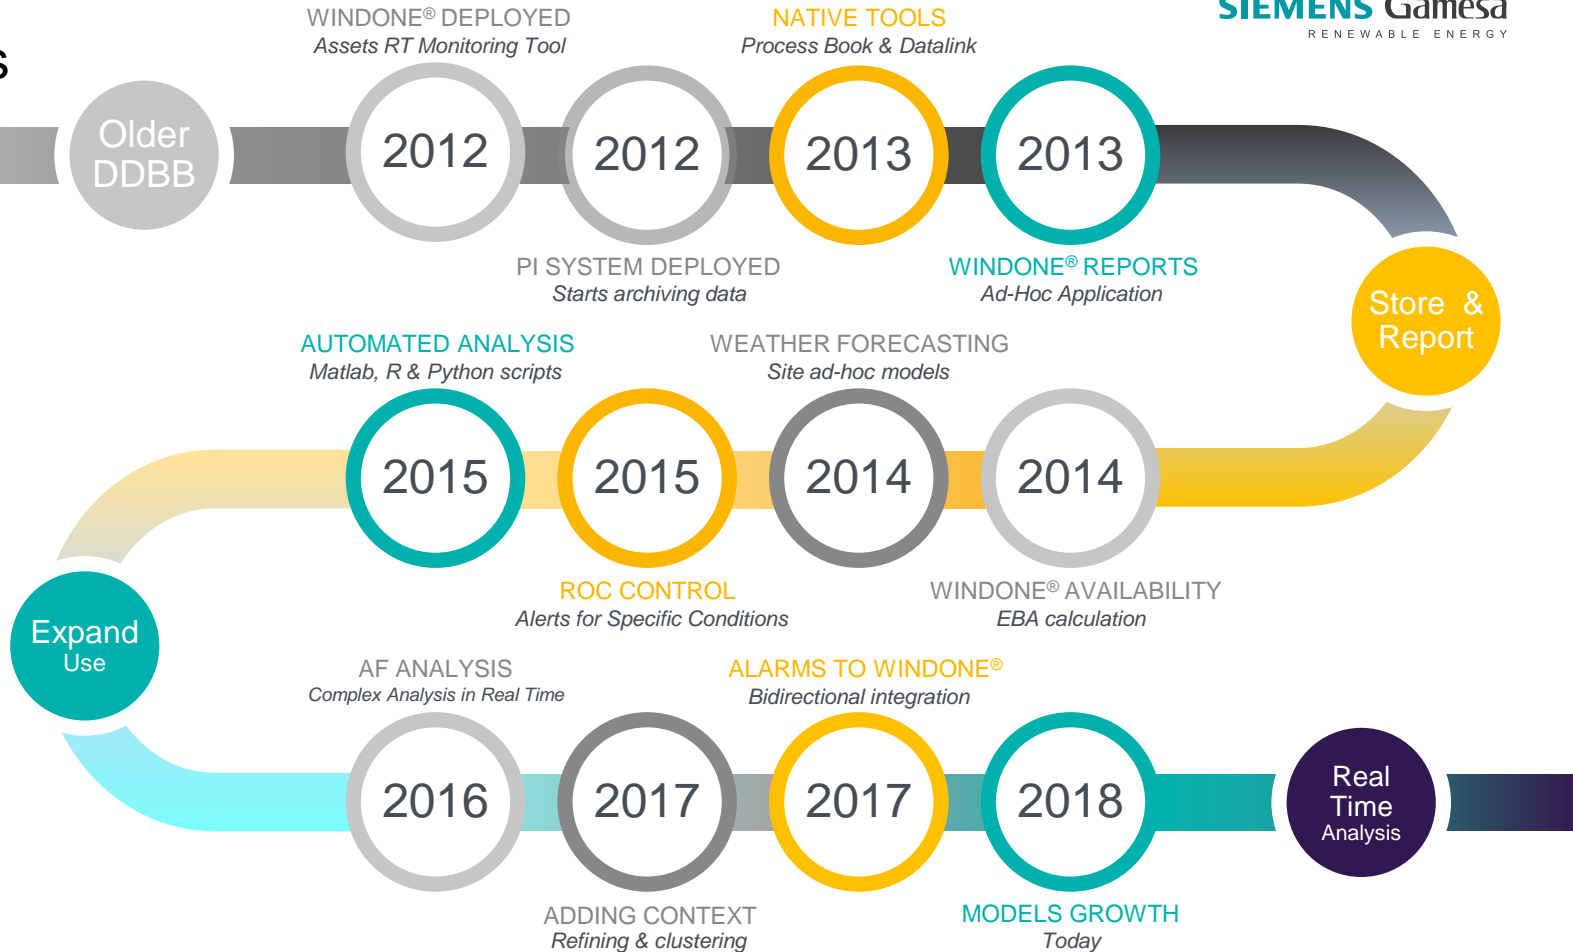 SIEMENS Gamesa
RENEWABLE ENERGY
s
Older
DDBB
WINDONE® DEPLOYED
Assets RT Monitoring Tool
2012
2012
PI SYSTEM DEPLOYED
Starts archiving data
NATIVE TOOLS
Process Book & Datalink
2013
2013
WINDONE® REPORTS
Ad-Hoc Application
Store &
Report
2014
WINDONE® AVAILABILITY
EBA calculation
WEATHER FORECASTING
Site ad-hoc models
2014
2015
ROC CONTROL
Alerts for Specific Conditions
AUTOMATED ANALYSIS
Matlab, R & Python scripts
2015
Expand
Use
AF ANALYSIS
Complex Analysis in Real Time
2016
2017
ADDING CONTEXT
Refining & clustering
ALARMS TO WINDONE®
Bidirectional integration
2017
2018
MODELS GROWTH
Today
Real
Time
Analysis